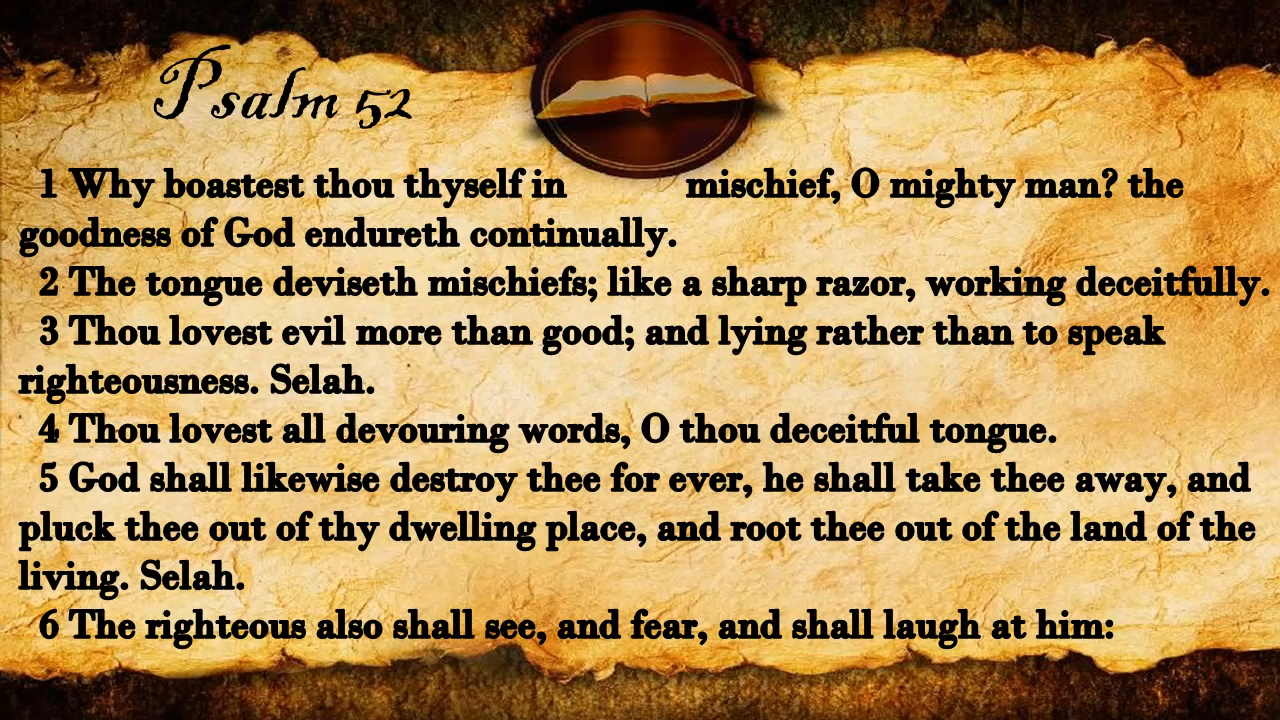 Psalm 52
1 Why boastest thou thyself in mischief, O mighty man? the
goodness of God endureth continually.
2 The tongue deviseth mischiefs; like a sharp razor, working deceitfully.
3 Thou lovest evil more than good; and lying rather than to speak
righteousness. Selah.
4 Thou lovest all devouring words, O thou deceitful tongue.
5 God shall likewise destroy thee for ever, he shall take thee away, and
pluck thee out of thy dwelling place, and root thee out of the land of the
living. Selah.
6 The righteous also shall see, and fear, and shall laugh at him: